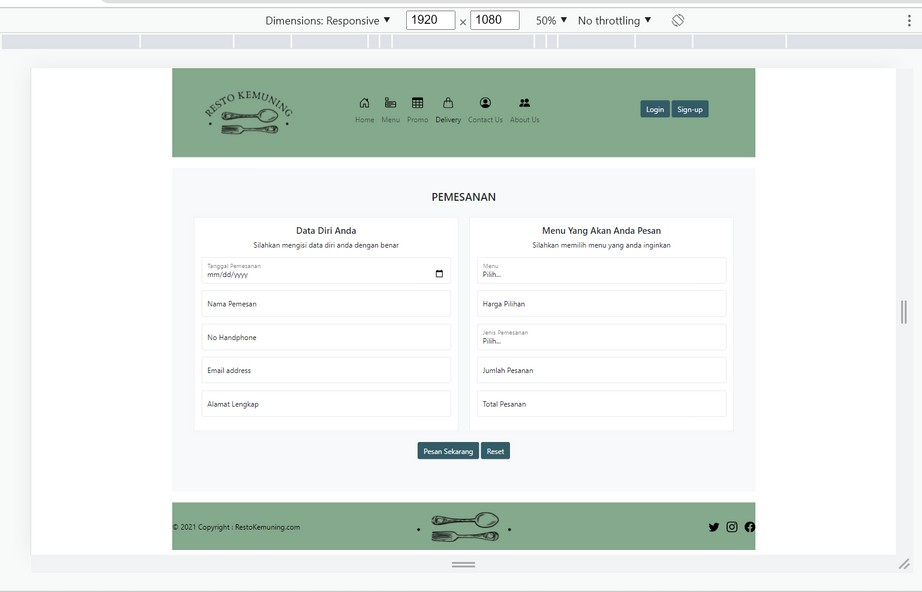 Dimensions: Responsive ▼ 1920 × 1080 50% ▼ No throttling ▼
RESTO KEMUNING
Home Menu Promo Delivery Contact Us About Us
Login Sign-up
PEMESANAN
Data Diri Anda
Silahkan mengisi data diri anda dengan benar
Tanggal Pemesanan
mm/dd/yyyy
Nama Pemesan
No Handphone
Email address
Alamat Lengkap
Menu Yang Akan Anda Pesan
Silahkan memilih menu yang anda inginkan
Menu
Pilih...
Harga Pilihan
Jenis Pemesanan
Pilih...
Jumlah Pesanan
Total Pesanan
Pesan Sekarang Reset
© 2021 Copyright : RestoKemuning.com